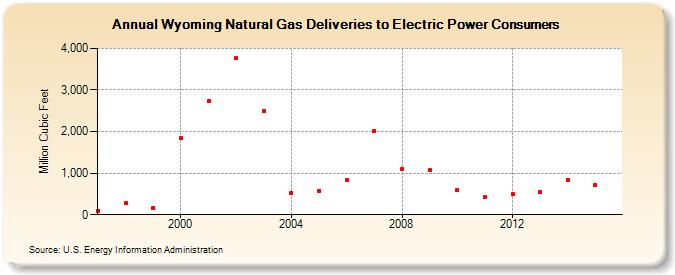 Annual Wyoming Natural Gas Deliveries to Electric Power Consumers
Million Cubic Feet
4,000
3,000
2,000
1,000
0
2000 2004 2008 2012
Source: U.S. Energy Information Administration